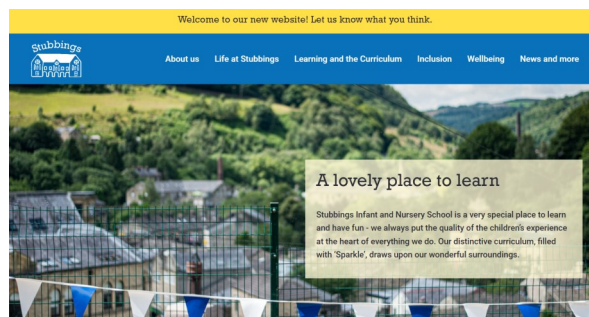 Welcome to our new website! Let us know what you think.
Stubbings
About us Life at Stubbings Learning and the Curriculum Inclusion Wellbeing News and more
A lovely place to learn
Stubbings Infant and Nursery School is a very special place to learn
and have fun - we always put the quality of the children's experience
at the heart of everything we do. Our distinctive curriculum, filled
with 'Sparkle', draws upon our wonderful surroundings.